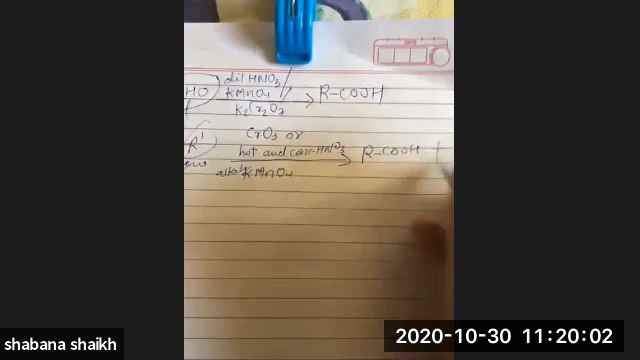 dil HNO3/
HO KMnO4 / → R-COOH
K2Cr2O7
R' CrO3 or
hot and conc. HNO3 → R-COOH +
KMnO4
shabana shaikh
2020-10-30 11:20:02